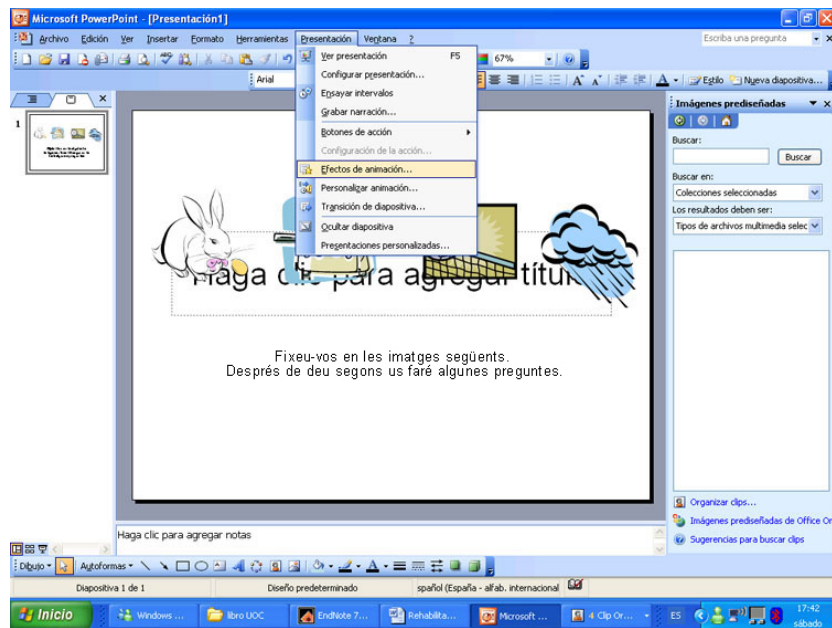 Microsoft PowerPoint - [Presentación1]
Archivo Edición Ver Insertar Formato Herramientas Presentación Ventana ? Escriba una pregunta
67%
Arial Estilo Nueva diapositiva...
Ver presentación F5
Configurar presentación...
Ensayar intervalos
Grabar narración...
Botones de acción
Configuración de la acción...
Efectos de animación...
Personalizar animación...
Transición de diapositiva...
Ocultar diapositiva
Presentaciones personalizadas...
1
Haga clic para agregar títu
Fixeu-vos en les imatges següents.
Després de deu segons us faré algunes preguntes.
Imágenes prediseñadas
Buscar:
Buscar
Buscar en:
Colecciones seleccionadas
Los resultados deben ser:
Tipos de archivos multimedia selec
Organizar clips...
Imágenes prediseñadas de Office Or
Sugerencias para buscar clips
Haga clic para agregar notas
Dibujo Autoformas
Diapositiva 1 de 1 Diseño predeterminado spañol (España - alfab. internacional
Inicio Windows ... libro UOC EndNote 7... Rehabilita... Microsoft ... 4 Clip Or... ES 17:42
sábado